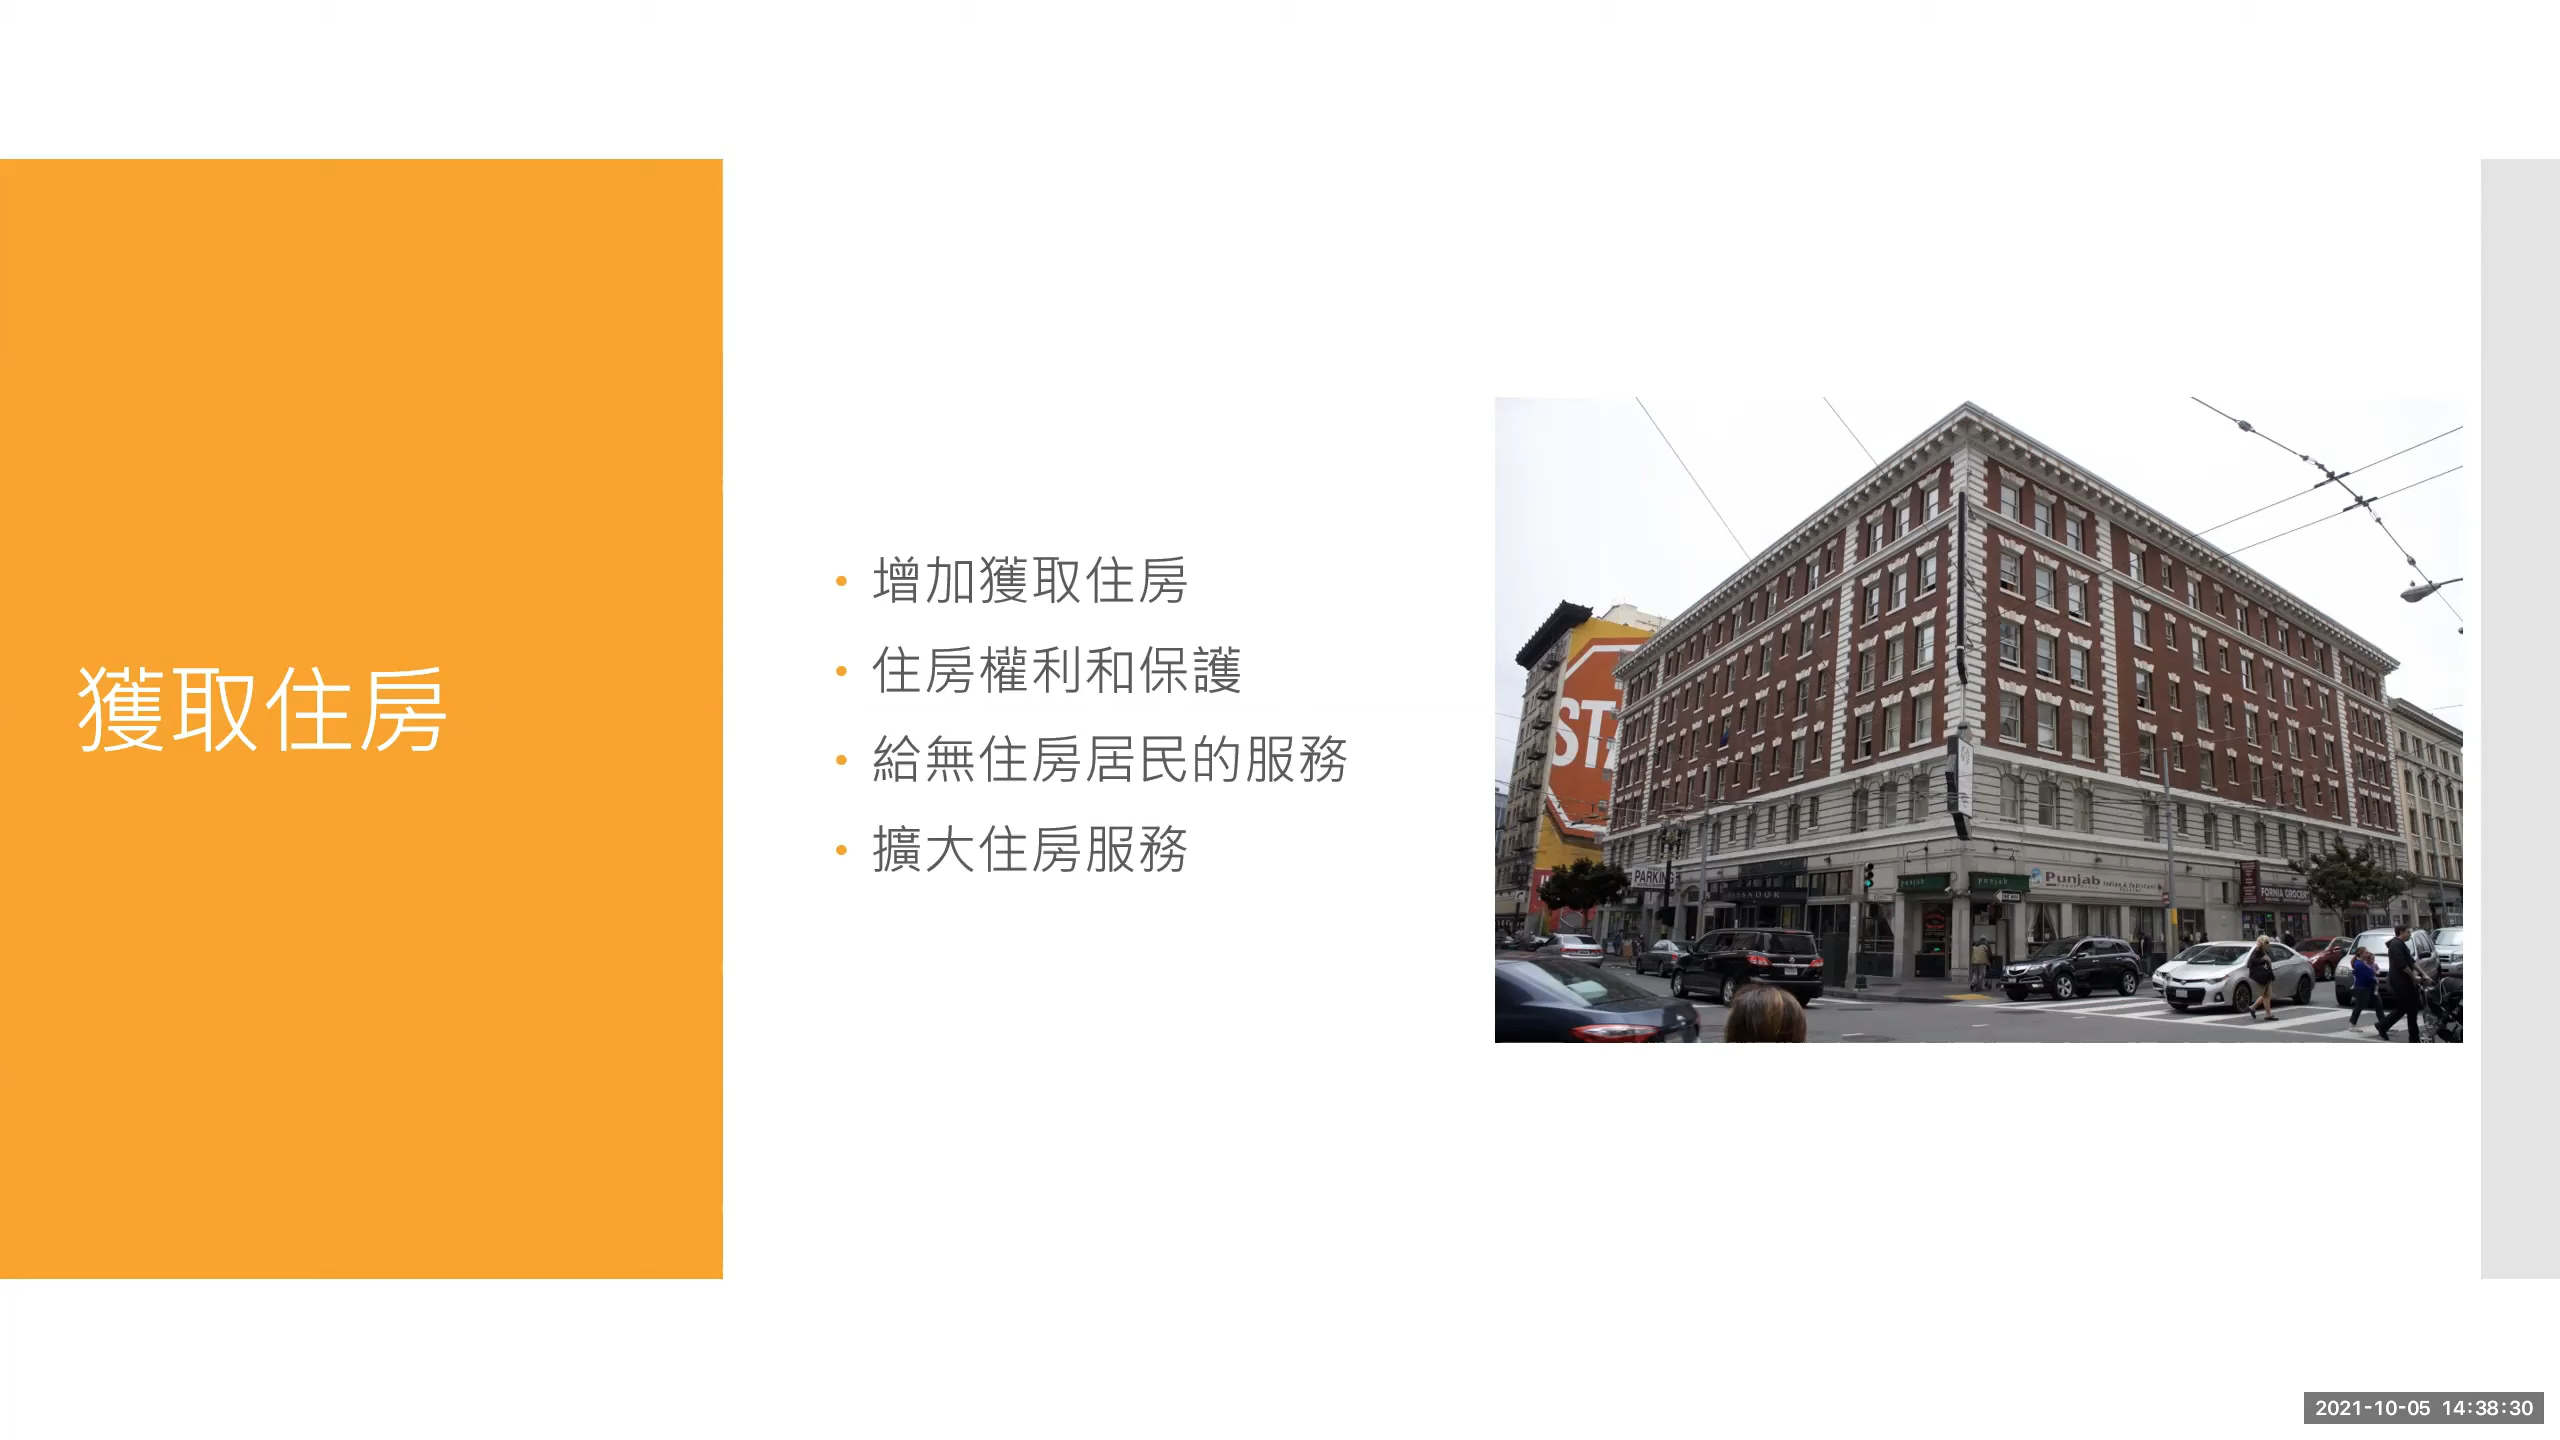 獲取住房
• 增加獲取住房
• 住房權利和保護
• 給無住房居民的服務
• 擴大住房服務
PARKING
punjab
punjab
Punjab
2021-10-05 14:38:30